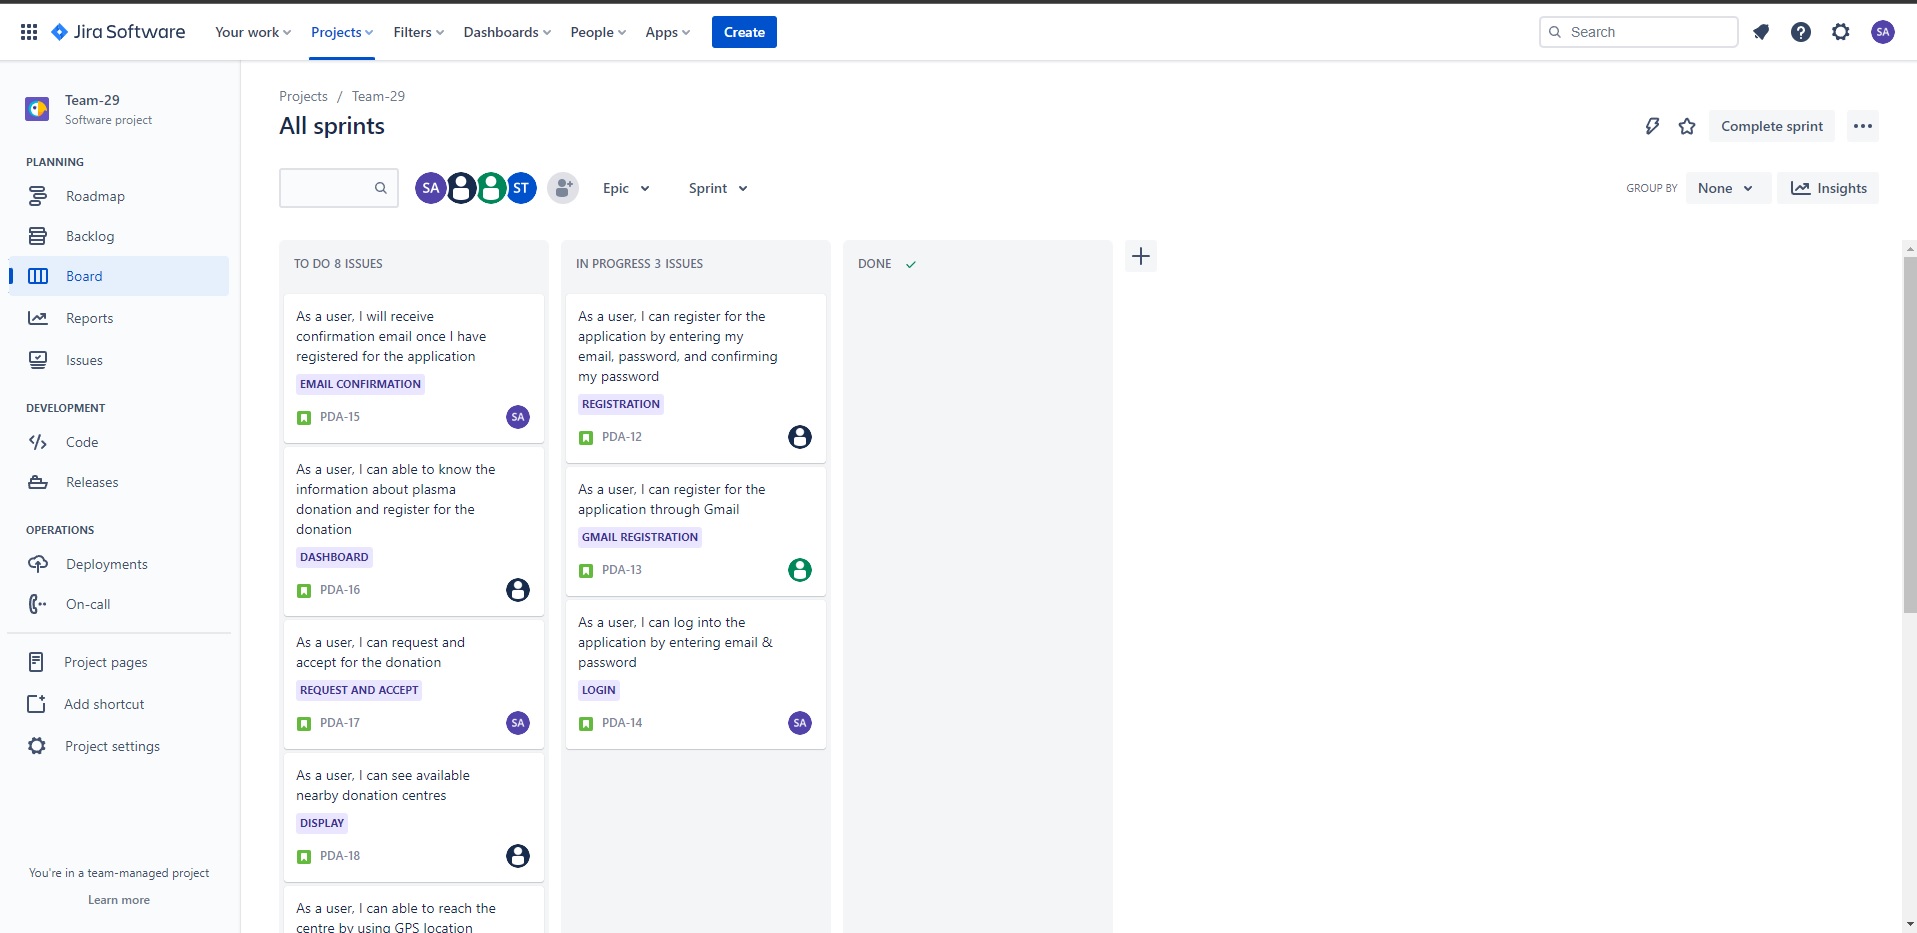 Jira Software
Your work
Projects
Filters
Dashboards
People
Apps
Create
Search
SA
Team-29
Software project
PLANNING
Roadmap
Backlog
Board
Reports
Issues
DEVELOPMENT
Code
Releases
OPERATIONS
Deployments
On-call
Project pages
Add shortcut
Project settings
You're in a team-managed project
Learn more
Projects / Team-29
All sprints
Complete sprint
SA
ST
Epic
Sprint
GROUP BY
None
Insights
TO DO 8 ISSUES
As a user, I will receive
confirmation email once I have
registered for the application
EMAIL CONFIRMATION
PDA-15
SA
As a user, I can able to know the
information about plasma
donation and register for the
donation
DASHBOARD
PDA-16
As a user, I can request and
accept for the donation
REQUEST AND ACCEPT
PDA-17
SA
As a user, I can see available
nearby donation centres
DISPLAY
PDA-18
As a user, I can able to reach the
centre by using GPS location
IN PROGRESS 3 ISSUES
As a user, I can register for the
application by entering my
email, password, and confirming
my password
REGISTRATION
PDA-12
As a user, I can register for the
application through Gmail
GMAIL REGISTRATION
PDA-13
As a user, I can log into the
application by entering email &
password
LOGIN
PDA-14
SA
DONE